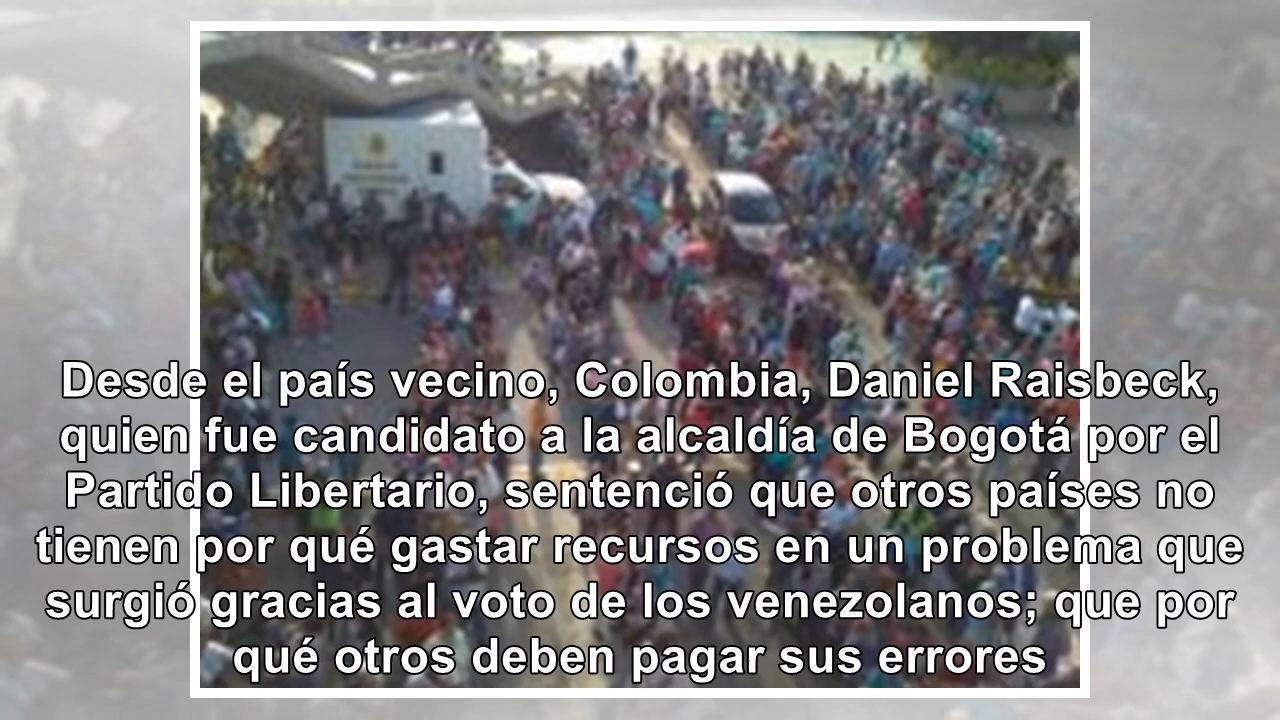 Desde el país vecino, Colombia, Daniel Raisbeck,
quien fue candidato a la alcaldía de Bogotá por el
Partido Libertario, sentenció que otros países no
tienen por qué gastar recursos en un problema que
surgió gracias al voto de los venezolanos; que por
qué otros deben pagar sus errores